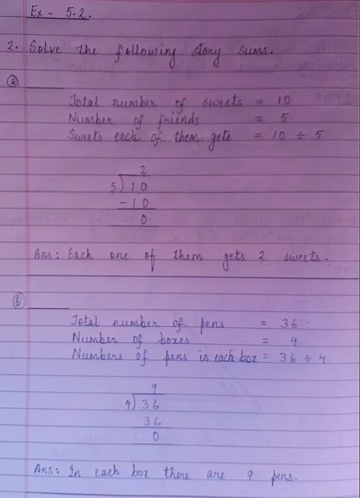 Ex - 5.2.
2. Solve the following story sums.
(a)
Total number of sweets = 10
Number of friends = 5
Sweets each of them gets = 10 ÷ 5
2
5)10
-10
0
Ans: Each one of them gets 2 sweets.
(b)
Total number of pens = 36
Number of boxes = 4
Numbers of pens in each box = 36 ÷ 4
9
4)36
36
0
Ans: In each box there are 9 pens.